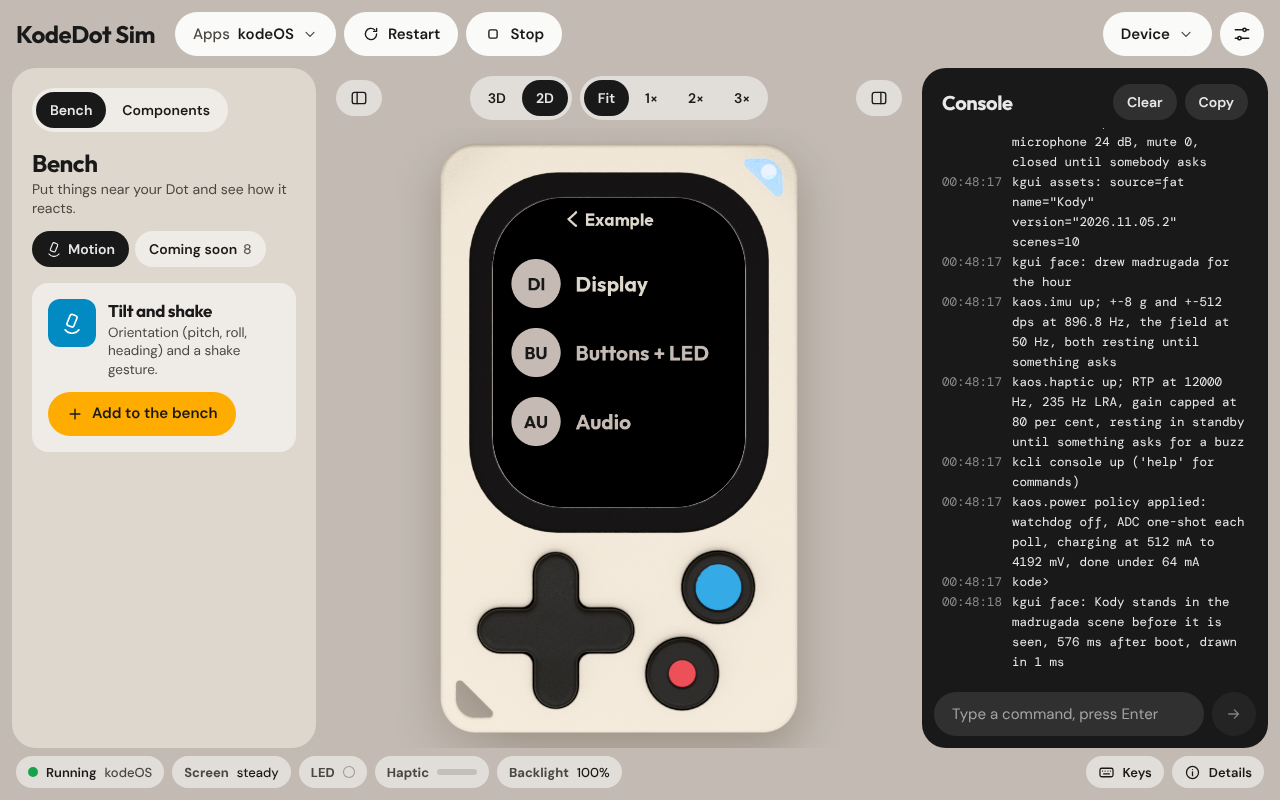 KodeDot Sim
Apps kodeOS
Restart
Stop
Device
Bench
Components
Bench
Put things near your Dot and see how it
reacts.
Motion
Coming soon 8
Tilt and shake
Orientation (pitch, roll,
heading) and a shake
gesture.
Add to the bench
3D
2D
Fit
1×
2×
3×
Example
DI
Display
BU
Buttons + LED
AU
Audio
Console
Clear
Copy
microphone 24 dB, mute 0,
closed until somebody asks
00:48:17 kgui assets: source=fat
name="Kody"
version="2026.11.05.2"
scenes=10
00:48:17 kgui face: drew madrugada for
the hour
00:48:17 kaos.imu up; +-8 g and +-512
dps at 896.8 Hz, the field at
50 Hz, both resting until
something asks
00:48:17 kaos.haptic up; RTP at 12000
Hz, 235 Hz LRA, gain capped at
80 per cent, resting in standby
until something asks for a buzz
00:48:17 kcli console up ('help' for
commands)
00:48:17 kaos.power policy applied:
watchdog off, ADC one-shot each
poll, charging at 512 mA to
4192 mV, done under 64 mA
00:48:17 kode>
00:48:18 kgui face: Kody stands in the
madrugada scene before it is
seen, 576 ms after boot, drawn
in 1 ms
Type a command, press Enter
Running kodeOS
Screen steady
LED
Haptic
Backlight 100%
Keys
Details